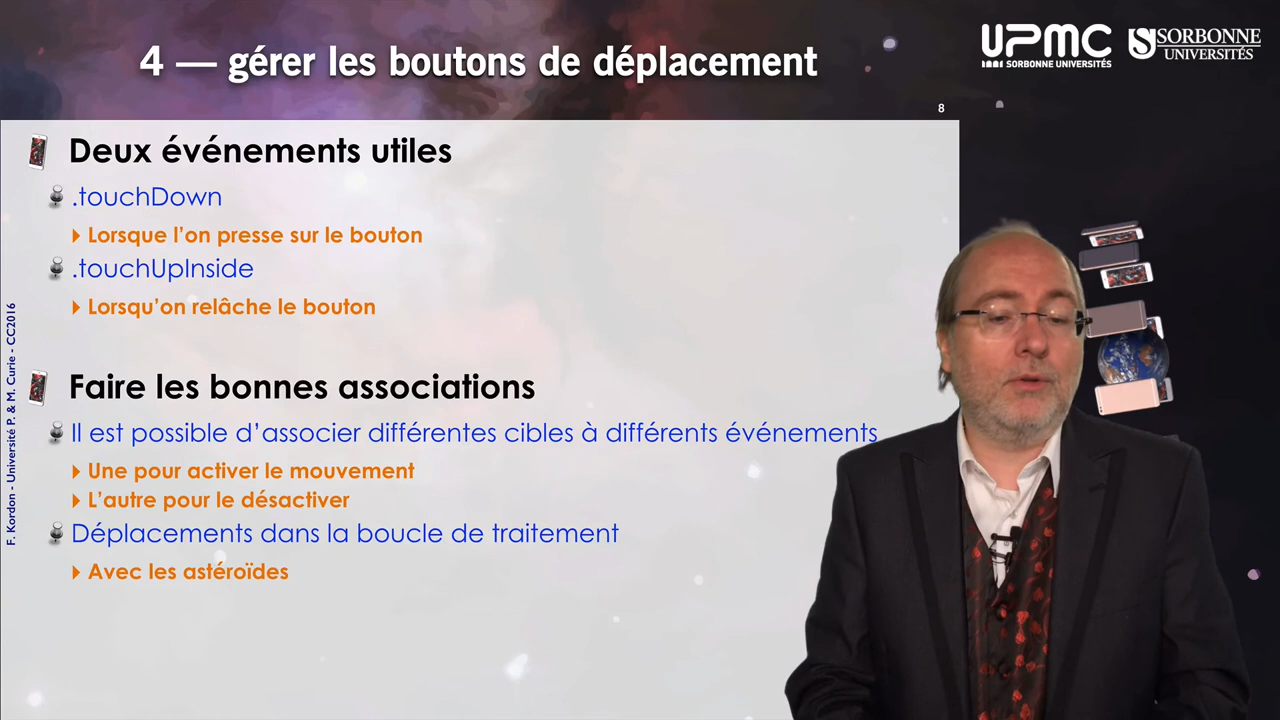 4 — gérer les boutons de déplacement
UPMC
SORBONNE UNIVERSITÉS
SORBONNE
UNIVERSITÉS
8
Deux événements utiles
.touchDown
Lorsque l’on presse sur le bouton
.touchUpInside
Lorsqu’on relâche le bouton
Faire les bonnes associations
Il est possible d’associer différentes cibles à différents événements
Une pour activer le mouvement
L’autre pour le désactiver
Déplacements dans la boucle de traitement
Avec les astéroïdes
F. Kordon - Université P. & M. Curie - CC2016